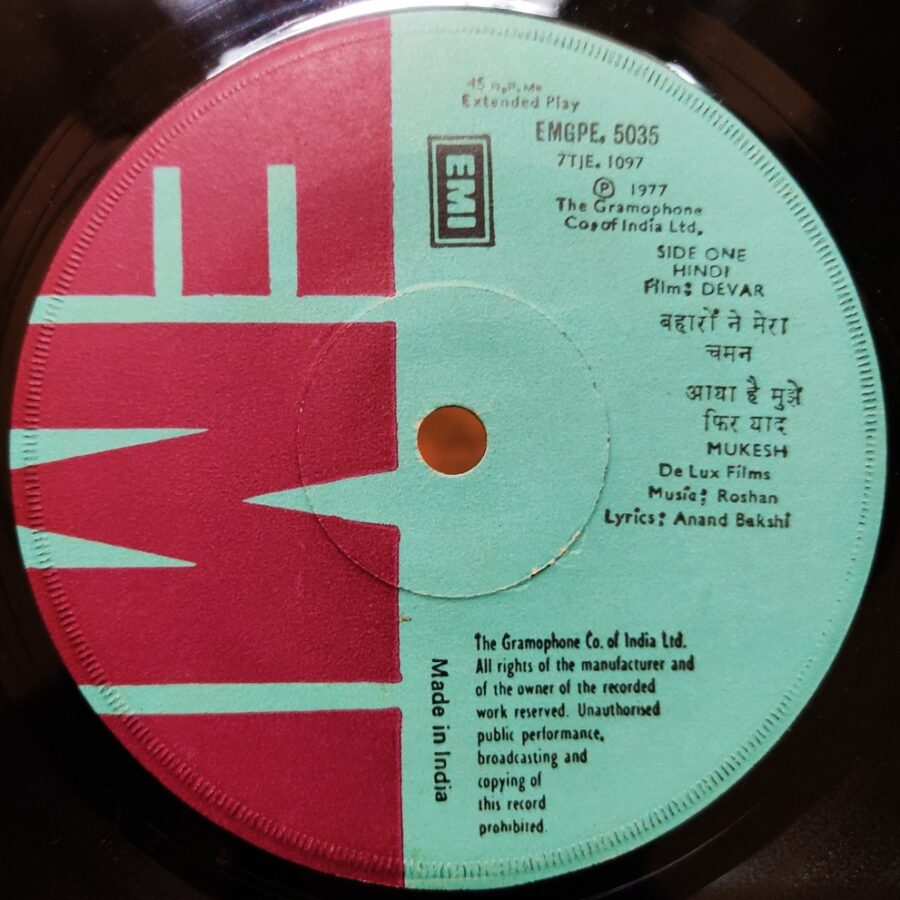 45 R.P.M.
Extended Play
EMGPE. 5035
7TJE. 1097
EMI
Ⓟ 1977
The Gramophone
Co. of India Ltd.
SIDE ONE
HINDI
Film: DEVAR
बहारों ने मेरा
चमन
आया है मुझे
फिर याद
MUKESH
De Lux Films
Music: Roshan
Lyrics: Anand Bakshi
The Gramophone Co. of India Ltd.
All rights of the manufacturer and
of the owner of the recorded
work reserved. Unauthorised
public performance,
broadcasting and
copying of
this record
prohibited.
Made in India
EMI